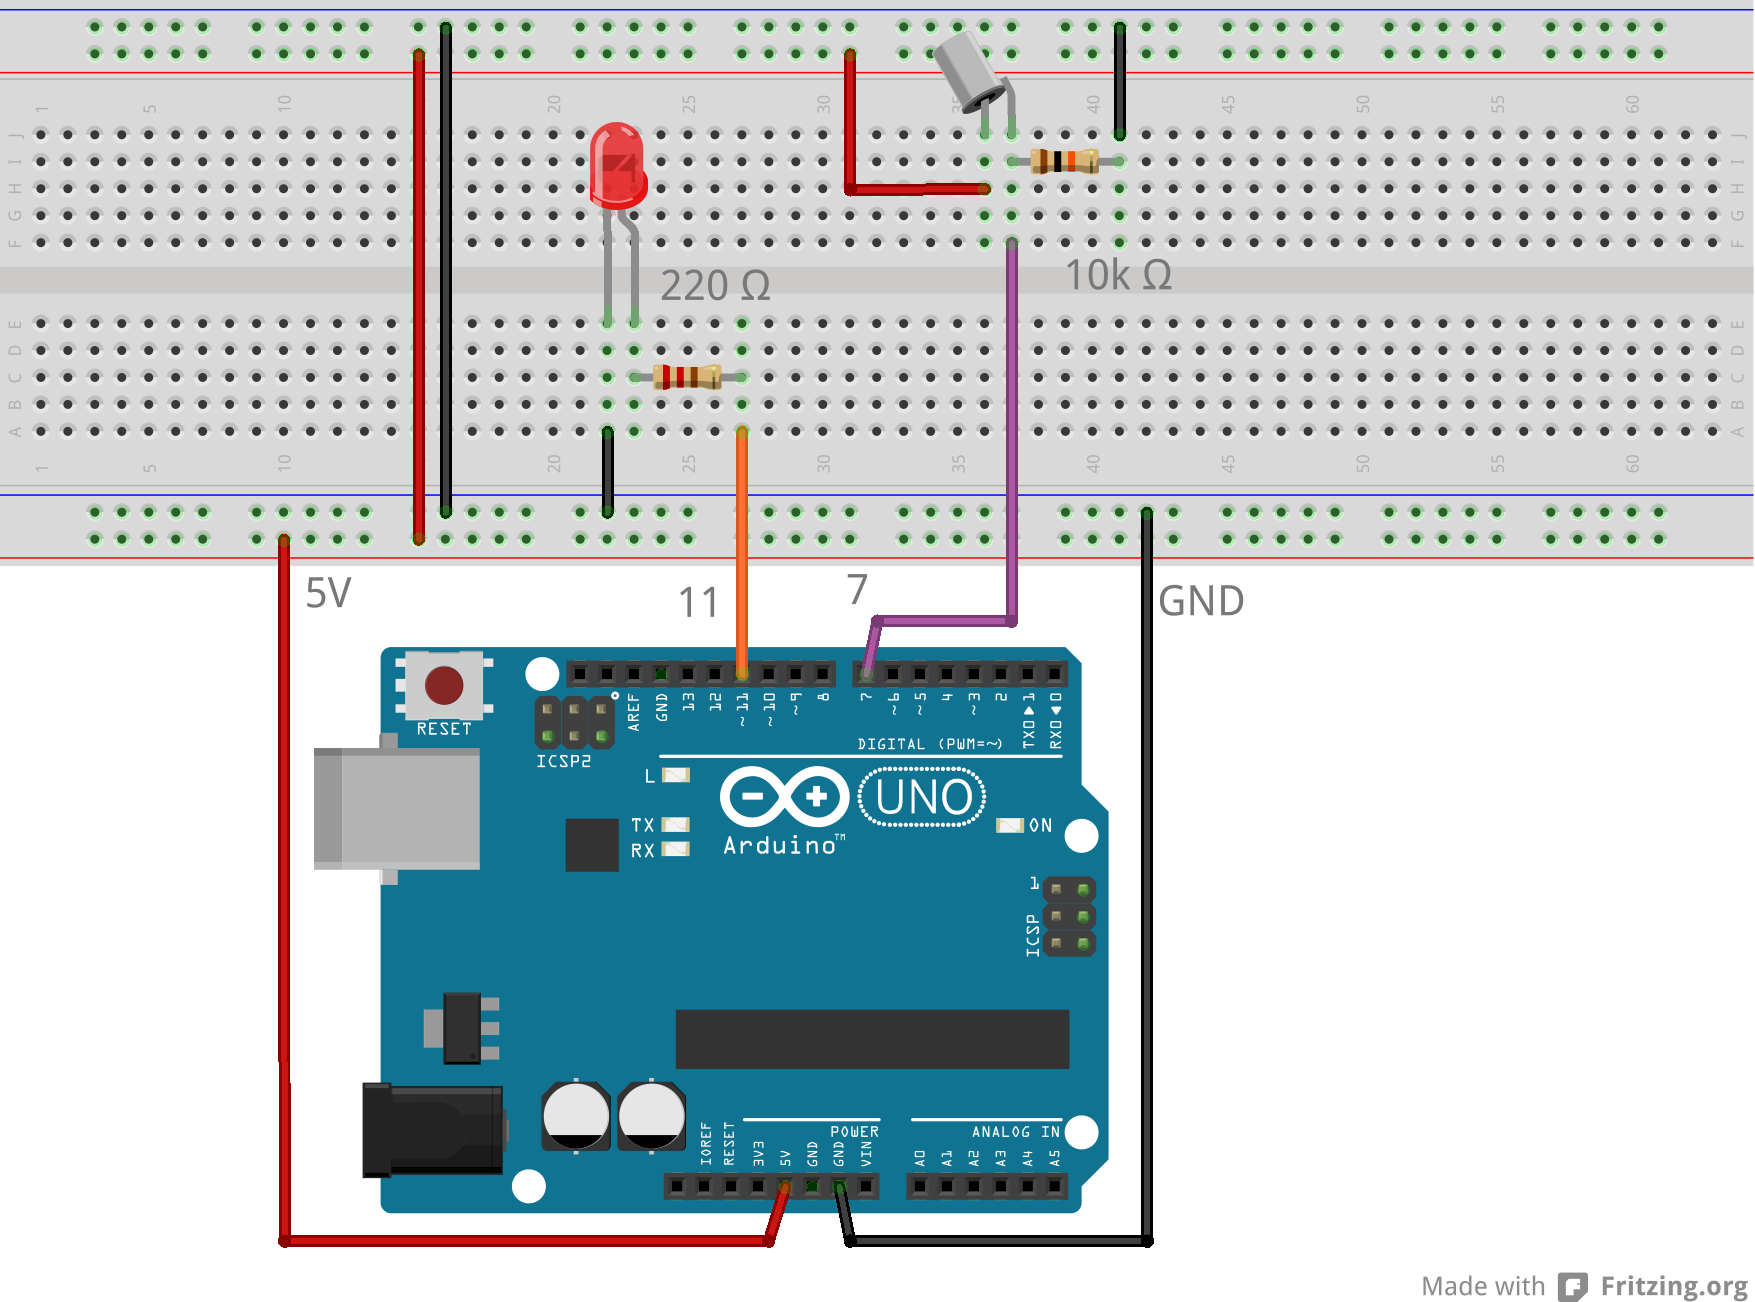 1 5 10 20 25 30 35 40 45 50 55 60
J J
I I
H H
G G
F F
220 Ω 10k Ω
E E
D D
C C
B B
A A
1 5 10 20 25 30 35 40 45 50 55 60
5V 11 7 GND
RESET
AREF GND 13 12 ~11 ~10 ~9 8 7 ~6 ~5 4 ~3 2 TX0▶1 RX0◀0
DIGITAL (PWM=~)
ICSP2
L
TX
RX
Arduino™
UNO
ON
1
ICSP
POWER ANALOG IN
IOREF RESET 3V3 5V GND GND VIN A0 A1 A2 A3 A4 A5
Made with Fritzing.org